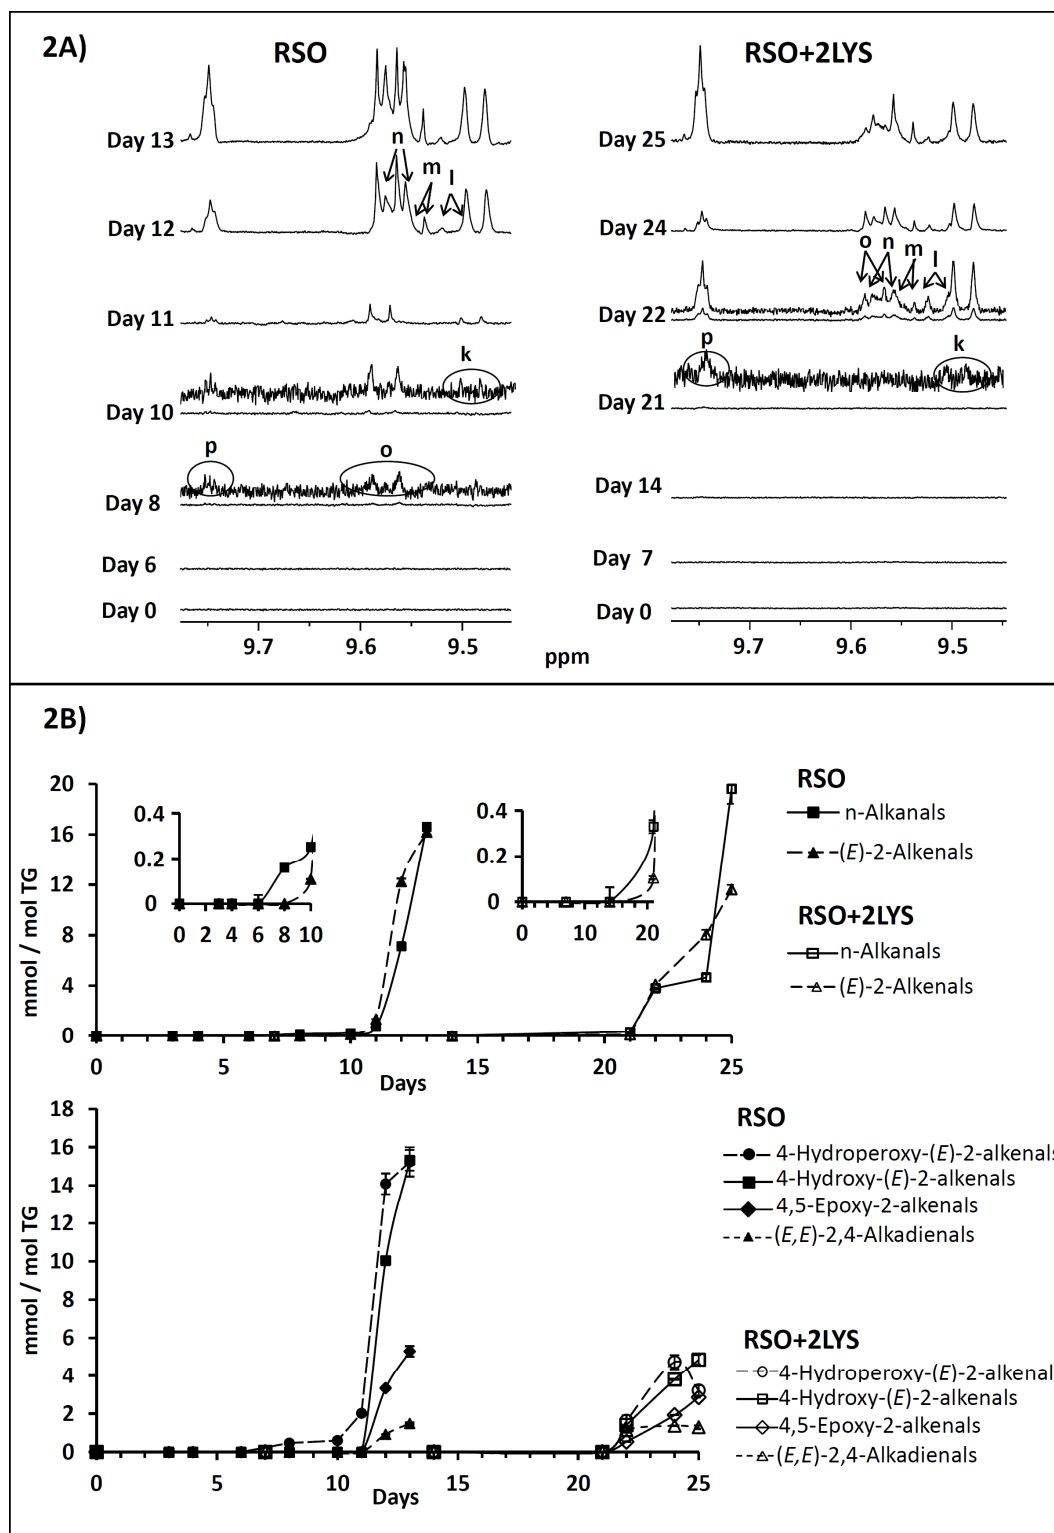 2A)
RSO
RSO+2LYS
Day 13
Day 25
n
m
l
Day 12
Day 24
o n m l
Day 11
Day 22
k
p
k
Day 10
Day 21
p
o
Day 8
Day 14
Day 6
Day 7
Day 0
Day 0
9.7 9.6 9.5
ppm
9.7 9.6 9.5
2B)
mmol / mol TG
20
16
12
8
4
0
0 5 10 15 20 25
Days
0.4
0.2
0
0 2 4 6 8 10
0.4
0.2
0
0 10 20
RSO
n-Alkanals
(E)-2-Alkenals
RSO+2LYS
n-Alkanals
(E)-2-Alkenals
mmol / mol TG
18
16
14
12
10
8
6
4
2
0
0 5 10 15 20 25
Days
RSO
4-Hydroperoxy-(E)-2-alkenals
4-Hydroxy-(E)-2-alkenals
4,5-Epoxy-2-alkenals
(E,E)-2,4-Alkadienals
RSO+2LYS
4-Hydroperoxy-(E)-2-alkenal
4-Hydroxy-(E)-2-alkenals
4,5-Epoxy-2-alkenals
(E,E)-2,4-Alkadienals